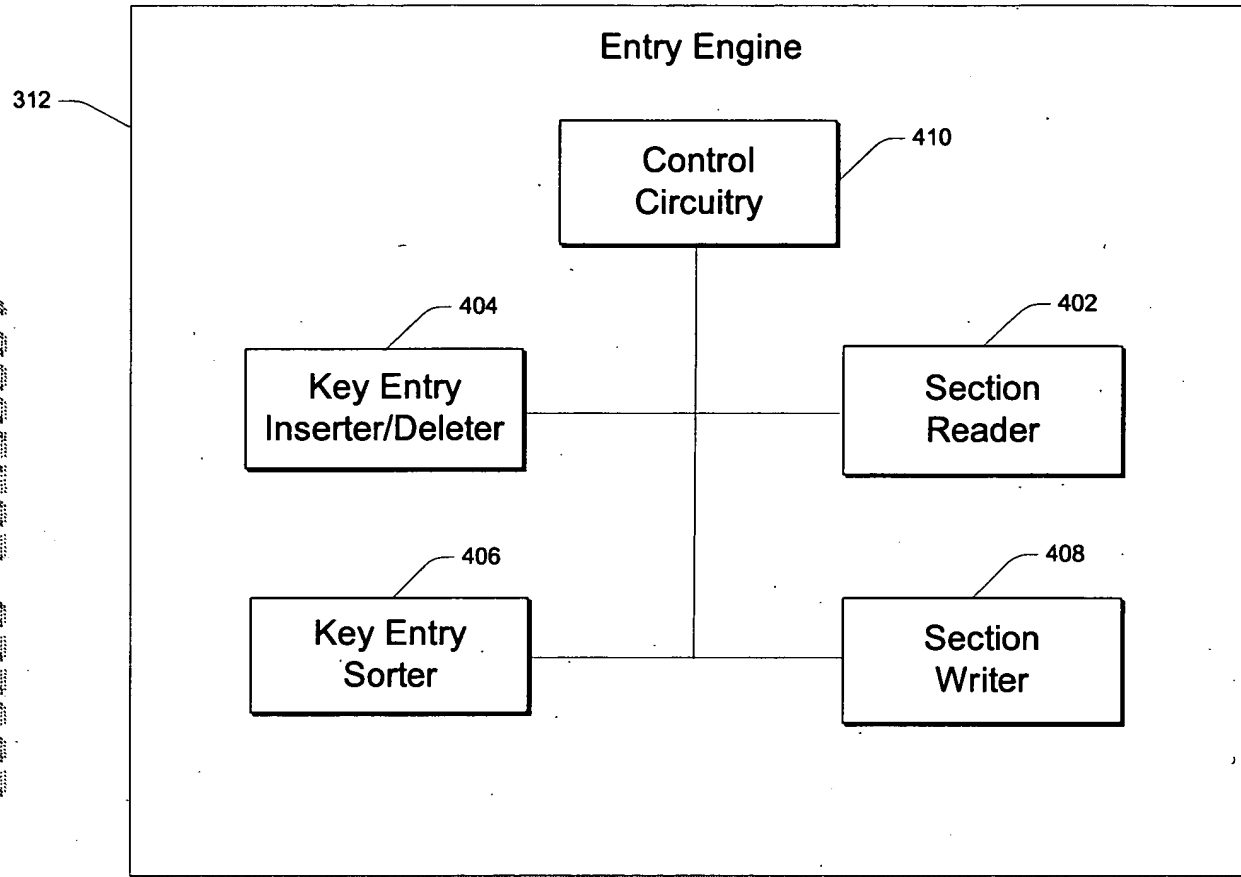 Entry Engine
312
410
Control
Circuitry
404
402
Key Entry
Inserter/Deleter
Section
Reader
406
408
Key Entry
Sorter
Section
Writer